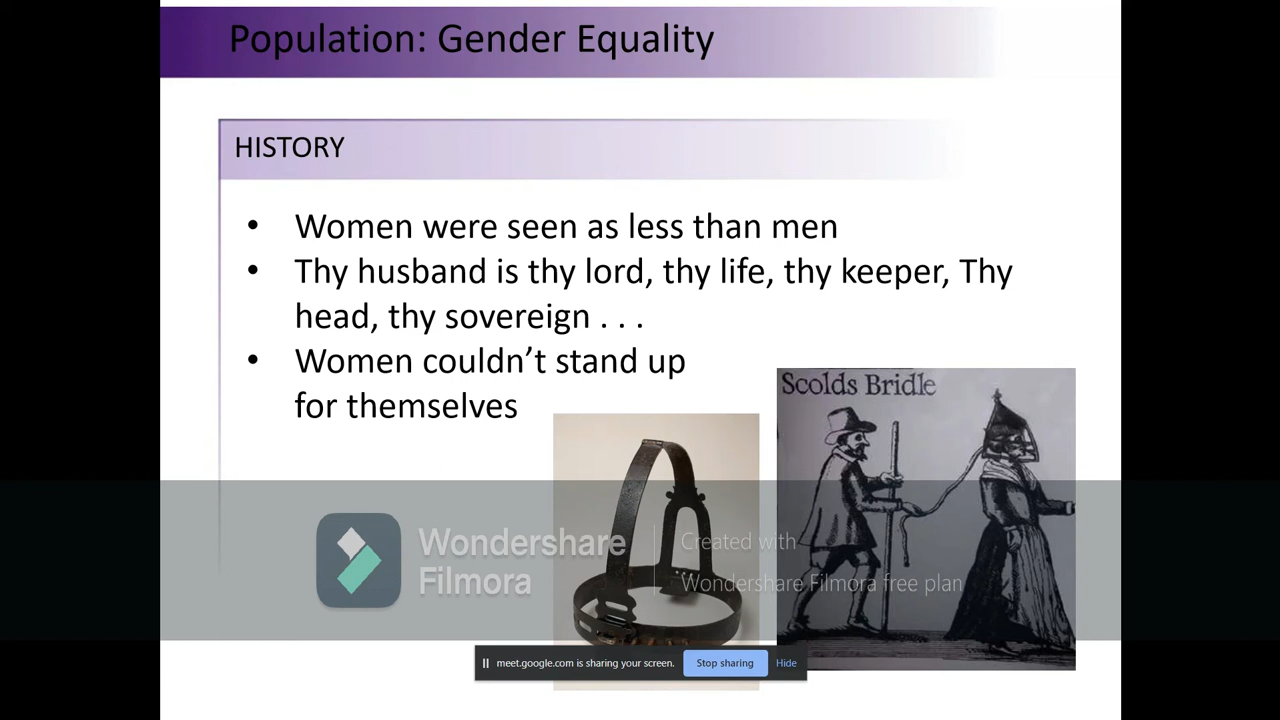 Population: Gender Equality
HISTORY
• Women were seen as less than men
• Thy husband is thy lord, thy life, thy keeper, Thy
head, thy sovereign . . .
• Women couldn’t stand up
for themselves
Scolds Bridle
Wondershare
Filmora
Created with
Wondershare Filmora free plan
meet.google.com is sharing your screen.
Stop sharing
Hide